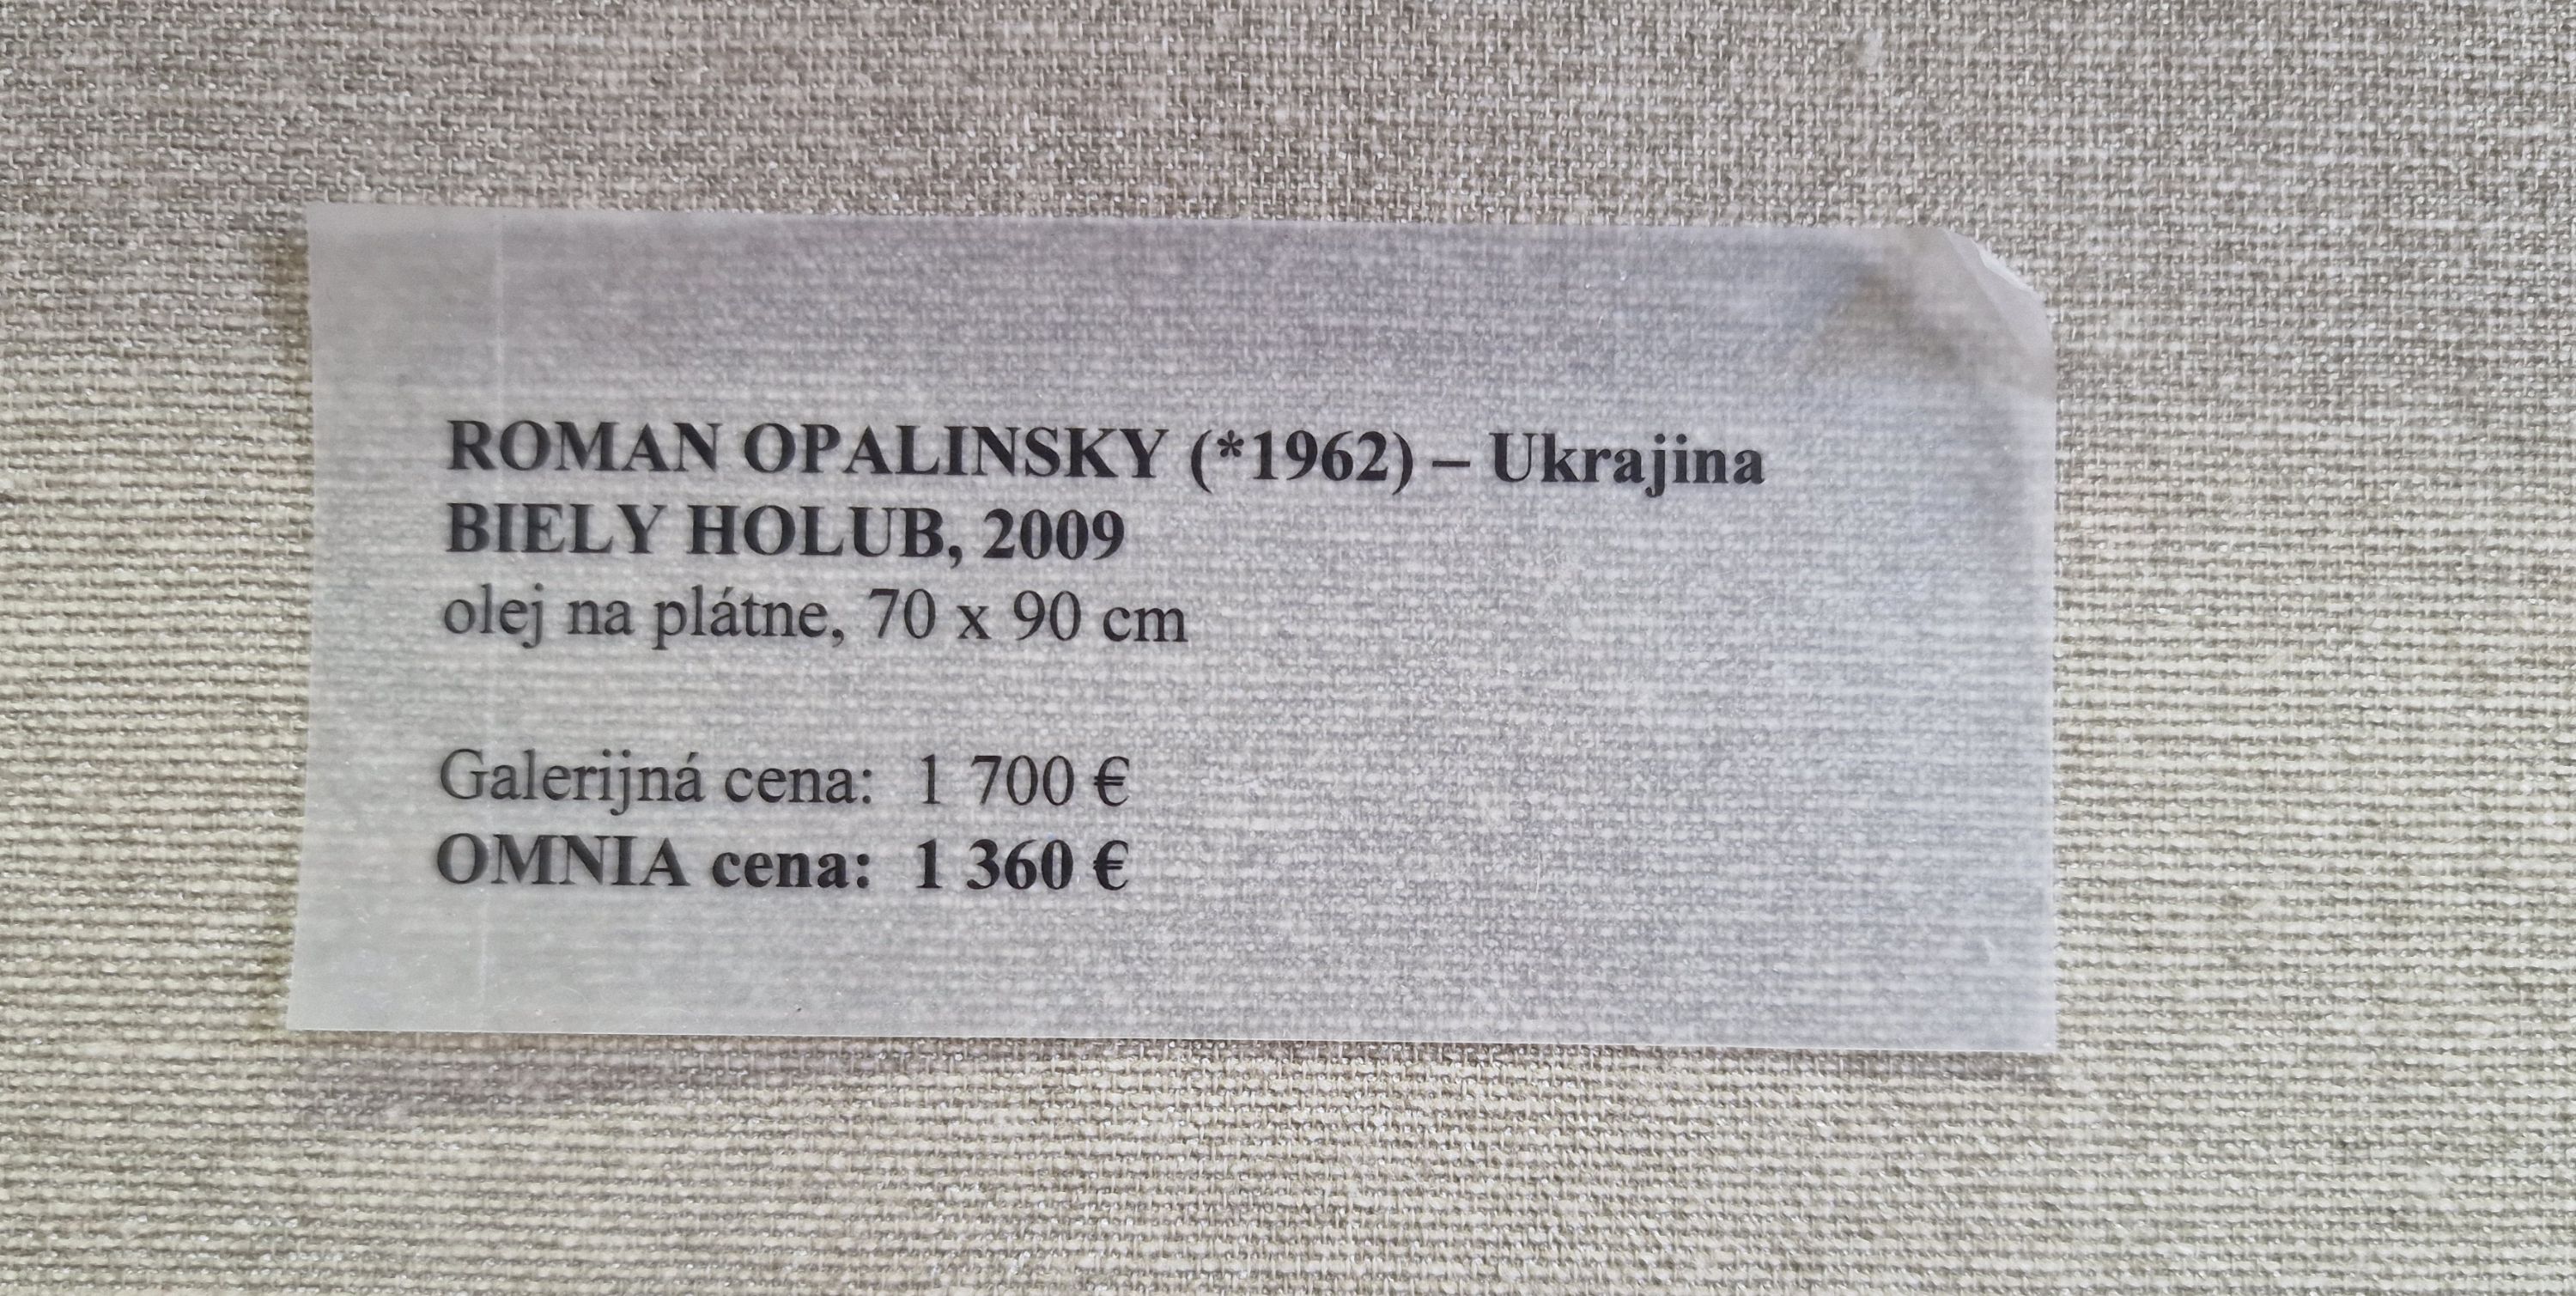 ROMAN OPALINSKY (*1962) – Ukrajina
BIELY HOLUB, 2009
olej na plátne, 70 x 90 cm
Galerijná cena: 1 700 €
OMNIA cena: 1 360 €